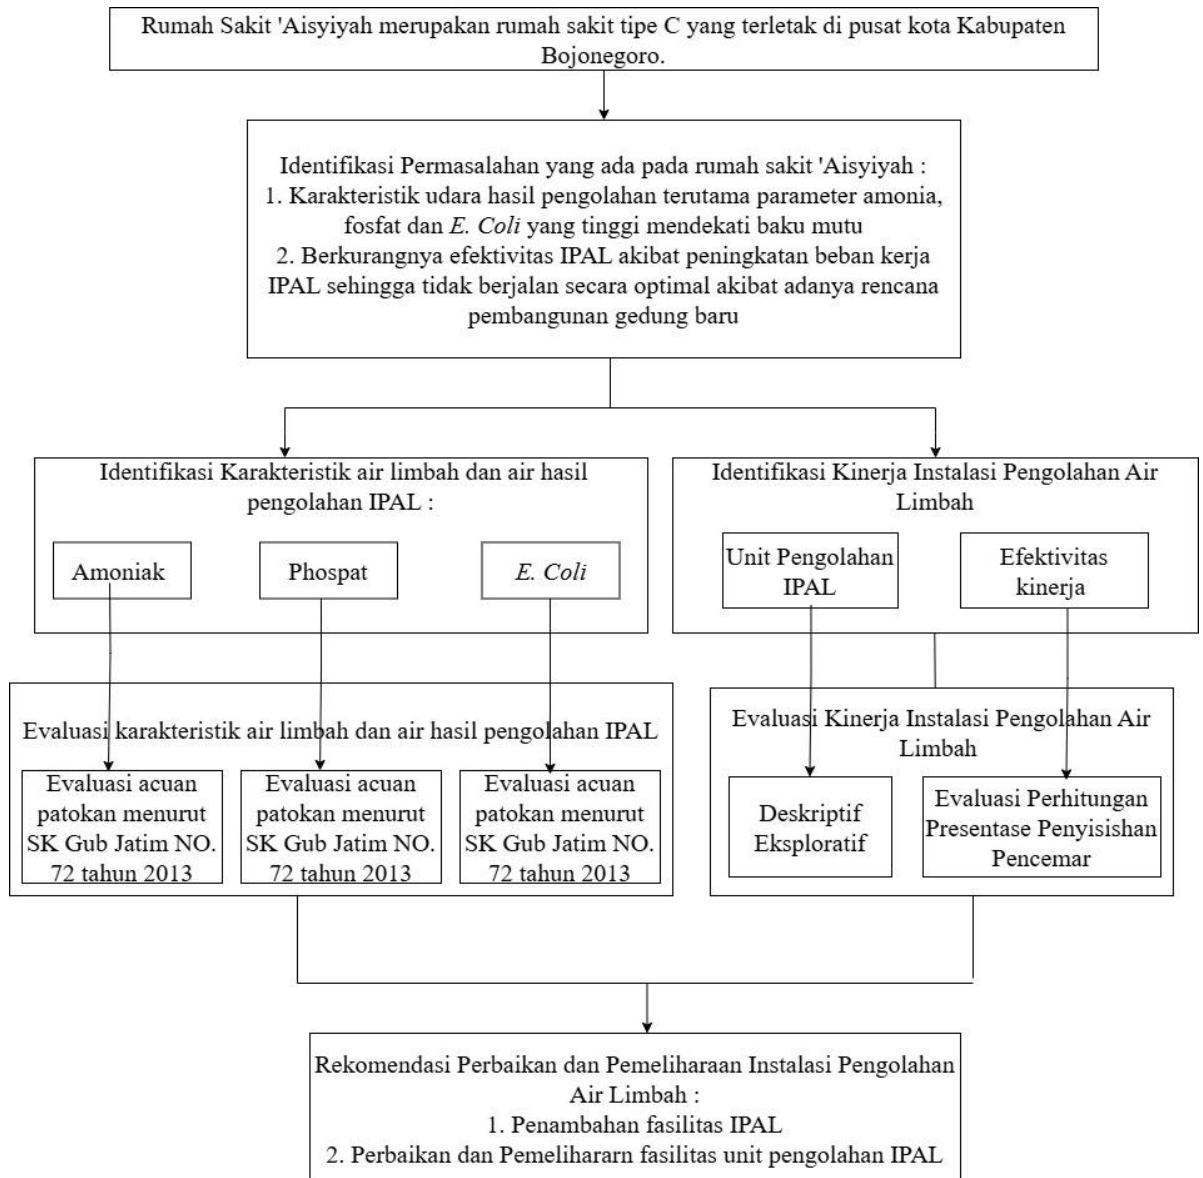 Rumah Sakit 'Aisyiyah merupakan rumah sakit tipe C yang terletak di pusat kota Kabupaten
Bojonegoro.
Identifikasi Permasalahan yang ada pada rumah sakit 'Aisyiyah :
1. Karakteristik udara hasil pengolahan terutama parameter amonia,
fosfat dan E. Coli yang tinggi mendekati baku mutu
2. Berkurangnya efektivitas IPAL akibat peningkatan beban kerja
IPAL sehingga tidak berjalan secara optimal akibat adanya rencana
pembangunan gedung baru
Identifikasi Karakteristik air limbah dan air hasil
pengolahan IPAL :
Amoniak
Phospat
E. Coli
Identifikasi Kinerja Instalasi Pengolahan Air
Limbah
Unit Pengolahan
IPAL
Efektivitas
kinerja
Evaluasi karakteristik air limbah dan air hasil pengolahan IPAL
Evaluasi acuan
patokan menurut
SK Gub Jatim NO.
72 tahun 2013
Evaluasi acuan
patokan menurut
SK Gub Jatim NO.
72 tahun 2013
Evaluasi acuan
patokan menurut
SK Gub Jatim NO.
72 tahun 2013
Evaluasi Kinerja Instalasi Pengolahan Air
Limbah
Deskriptif
Eksploratif
Evaluasi Perhitungan
Presentase Penyisishan
Pencemar
Rekomendasi Perbaikan dan Pemeliharaan Instalasi Pengolahan
Air Limbah :
1. Penambahan fasilitas IPAL
2. Perbaikan dan Pemelihararn fasilitas unit pengolahan IPAL